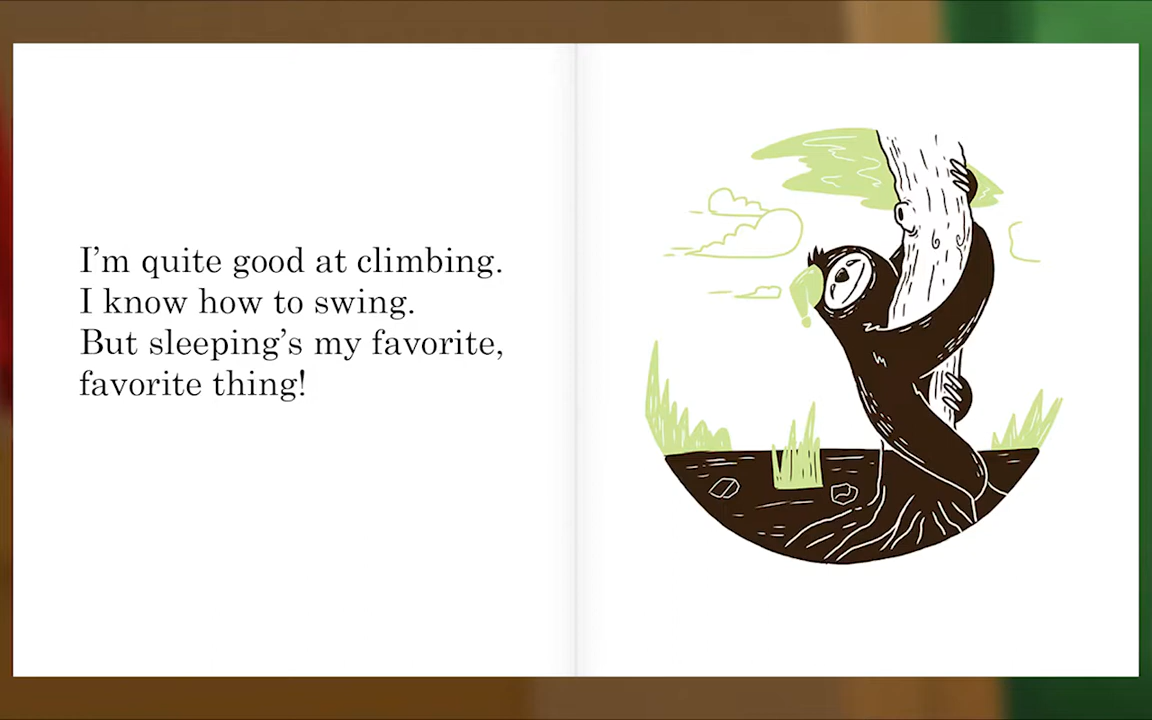 I'm quite good at climbing.
I know how to swing.
But sleeping's my favorite,
favorite thing!